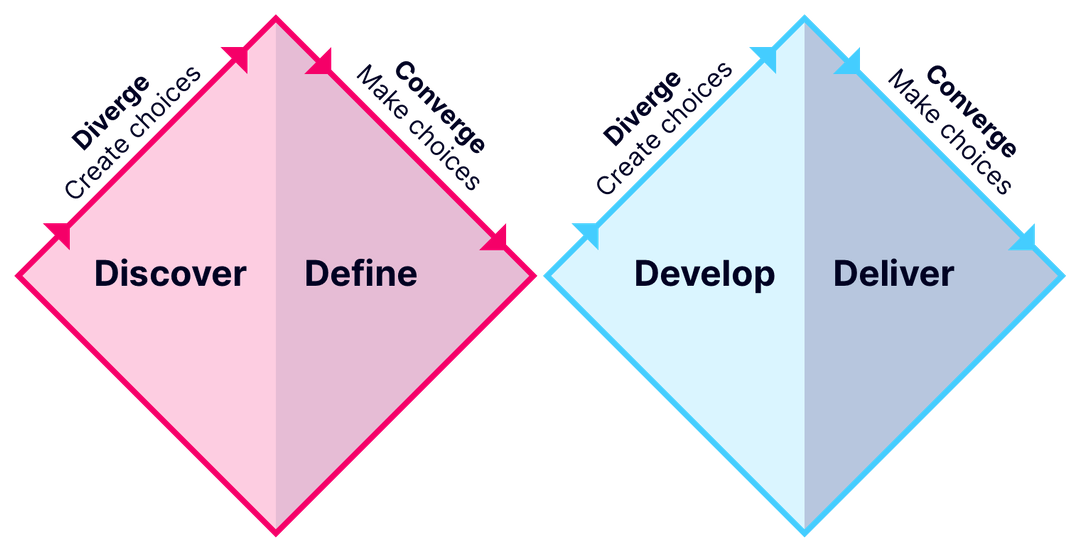 Diverge
Create choices
Converge
Make choices
Discover
Define
Diverge
Create choices
Converge
Make choices
Develop
Deliver